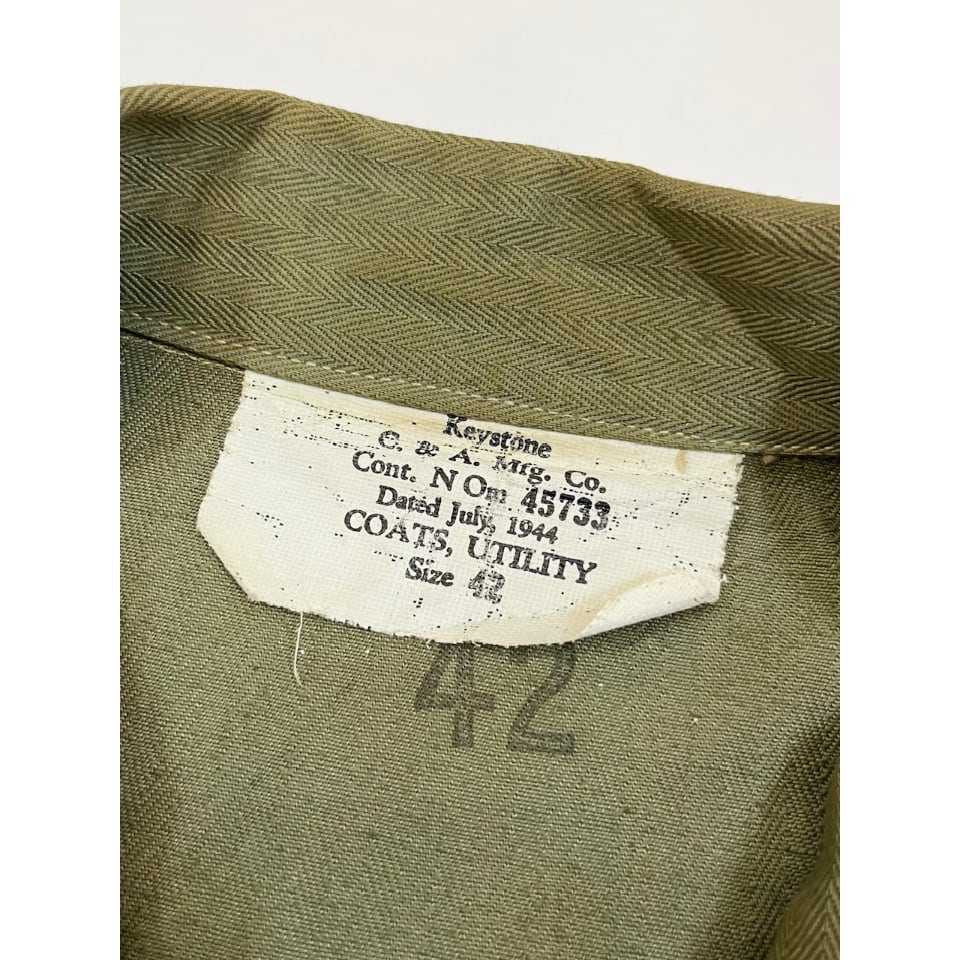 Keystone
C. & A. Mfg. Co.
Cont. N Om 45733
Dated July, 1944
COATS, UTILITY
Size 42
42